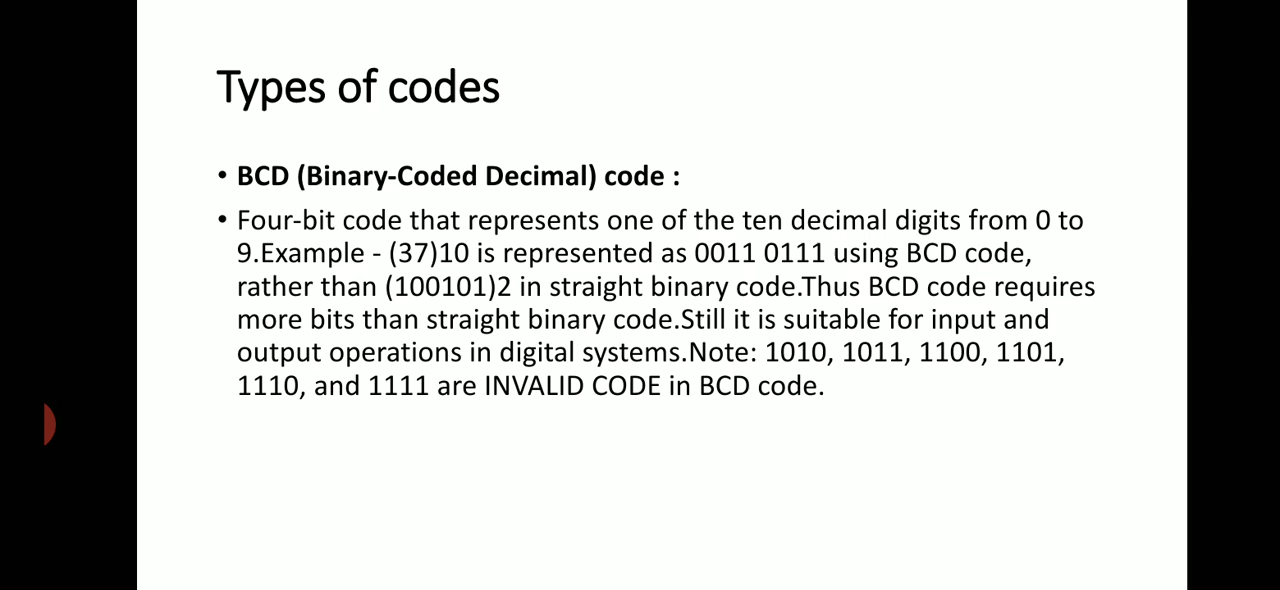 Types of codes
• BCD (Binary-Coded Decimal) code :
• Four-bit code that represents one of the ten decimal digits from 0 to
9.Example - (37)10 is represented as 0011 0111 using BCD code,
rather than (100101)2 in straight binary code.Thus BCD code requires
more bits than straight binary code.Still it is suitable for input and
output operations in digital systems.Note: 1010, 1011, 1100, 1101,
1110, and 1111 are INVALID CODE in BCD code.